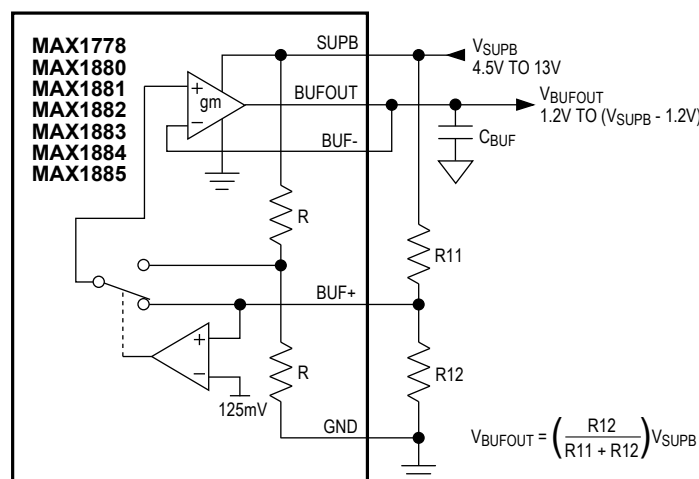 MAX1778
MAX1880
MAX1881
MAX1882
MAX1883
MAX1884
MAX1885
SUPB
VSUPB
4.5V TO 13V
+
gm
−
BUFOUT
VBUFOUT
1.2V TO (VSUPB - 1.2V)
BUF-
CBUF
R
R11
BUF+
+
−
125mV
R
R12
GND
VBUFOUT = (R12 / R11 + R12) VSUPB